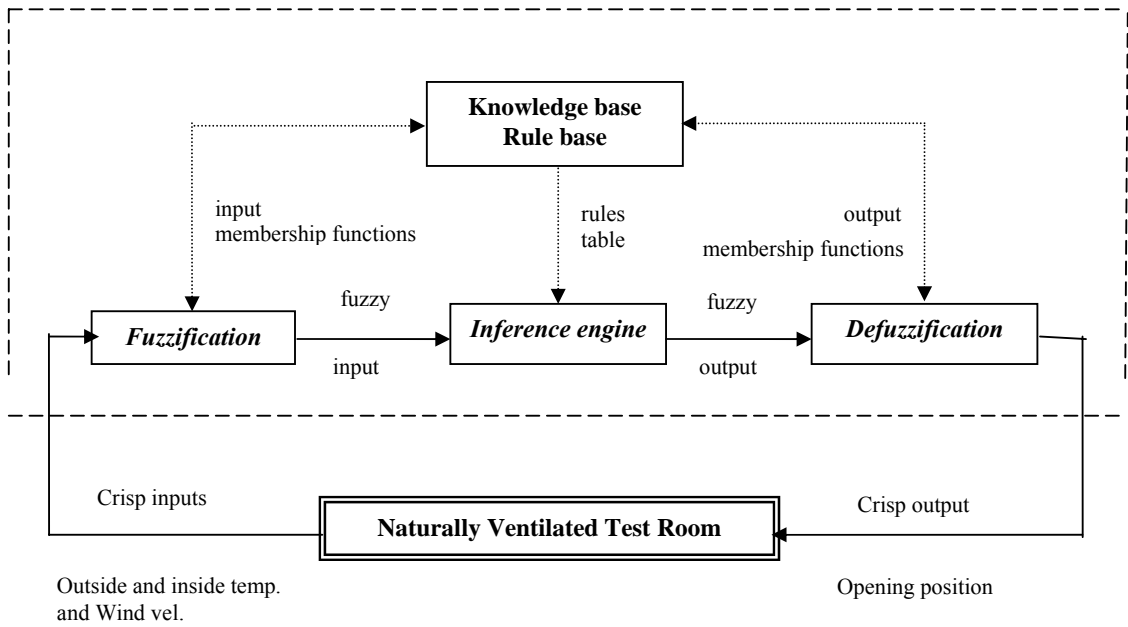 Knowledge base
Rule base
input
membership functions
rules
table
output
membership functions
fuzzy
fuzzy
Fuzzification
Inference engine
Defuzzification
input
output
Crisp inputs
Crisp output
Naturally Ventilated Test Room
Outside and inside temp.
and Wind vel.
Opening position